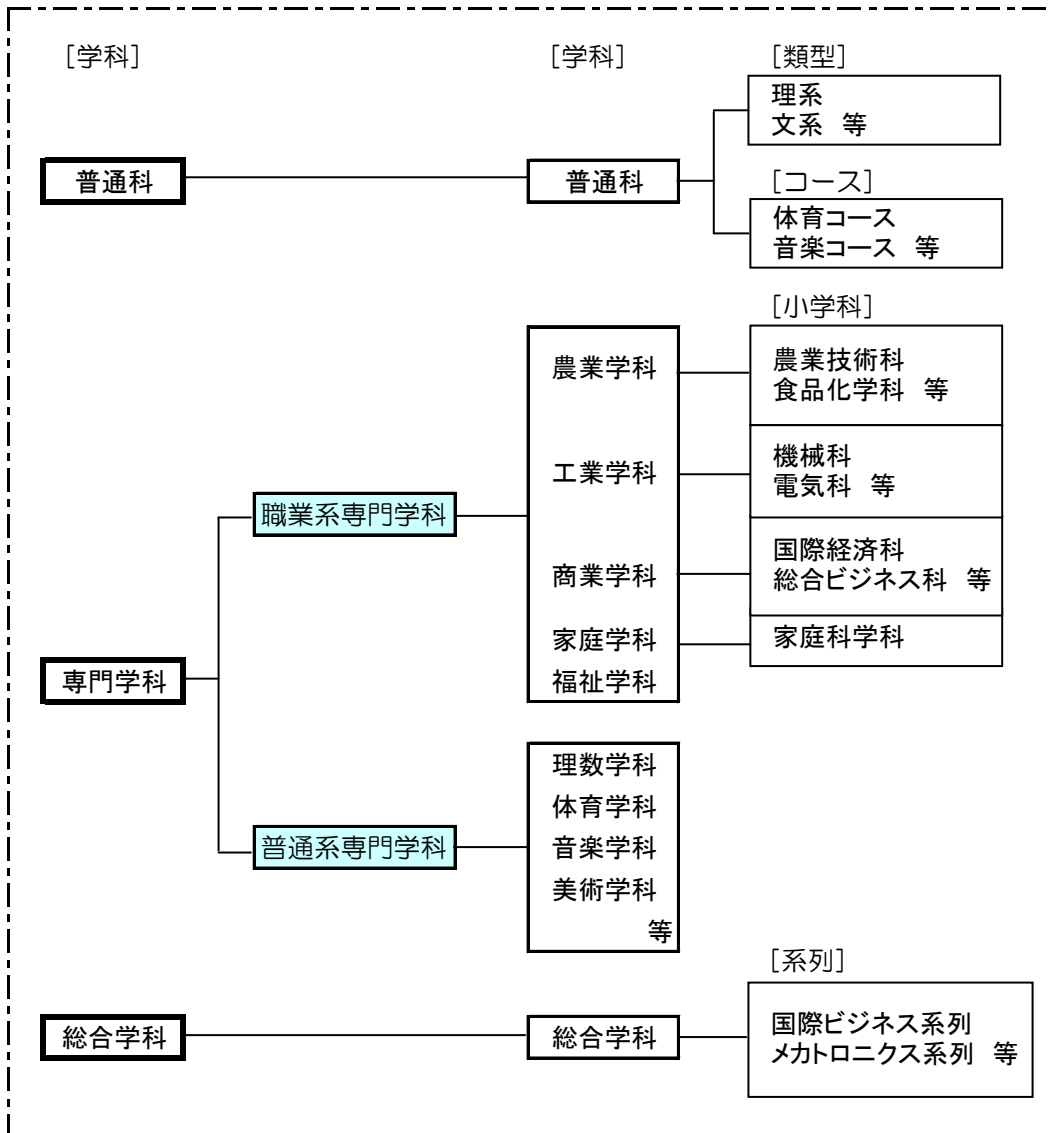 ［学科］
［学科］
［類型］
理系
文系 等
普通科
普通科
［コース］
体育コース
音楽コース 等
［小学科］
農業学科
農業技術科
食品化学科 等
工業学科
機械科
電気科 等
職業系専門学科
商業学科
国際経済科
総合ビジネス科 等
家庭学科
家庭科学科
専門学科
福祉学科
理数学科
体育学科
普通系専門学科
音楽学科
美術学科
等
［系列］
総合学科
総合学科
国際ビジネス系列
メカトロニクス系列 等